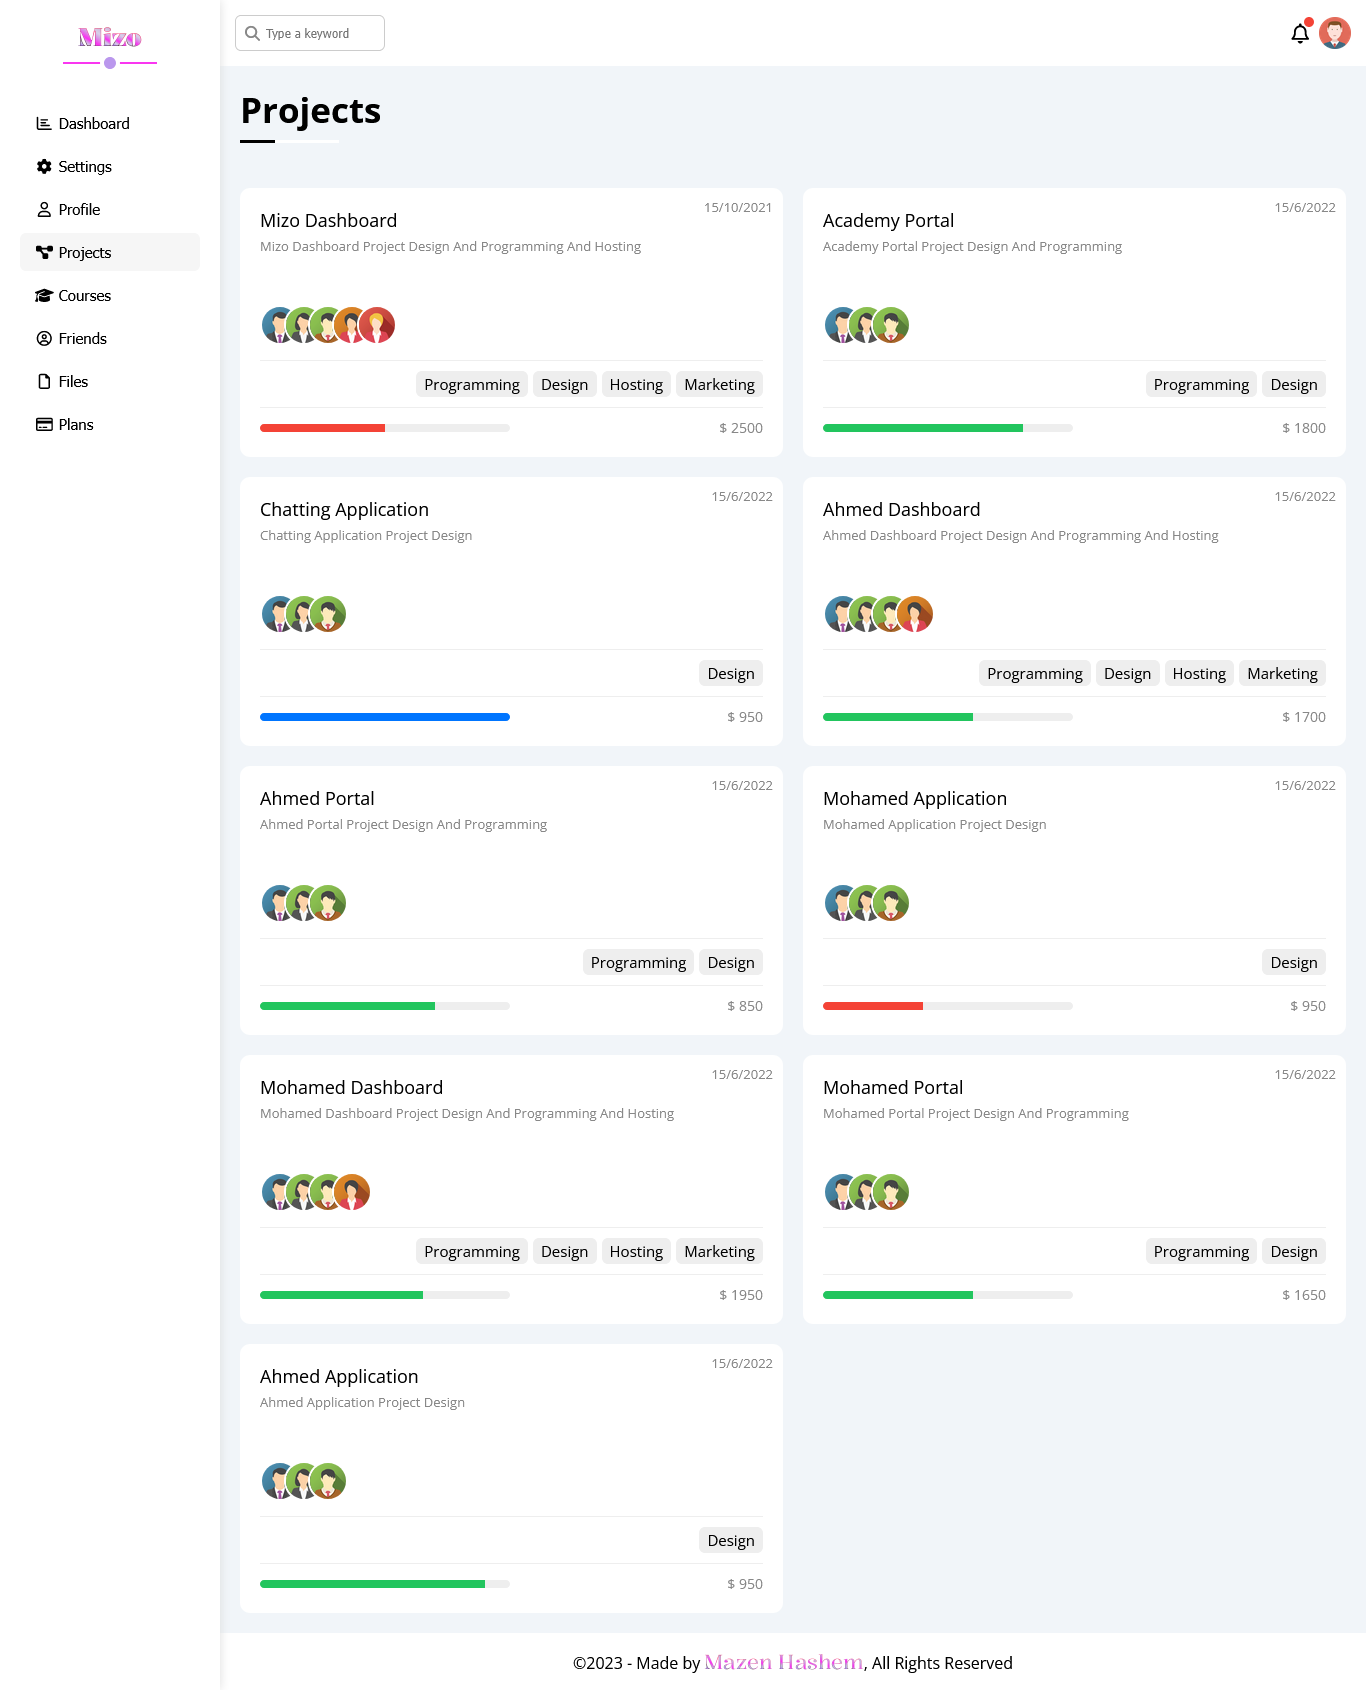 Mizo
Dashboard
Settings
Profile
Projects
Courses
Friends
Files
Plans
Type a keyword
Projects
15/10/2021
Mizo Dashboard
Mizo Dashboard Project Design And Programming And Hosting
Programming Design Hosting Marketing
$ 2500
15/6/2022
Academy Portal
Academy Portal Project Design And Programming
Programming Design
$ 1800
15/6/2022
Chatting Application
Chatting Application Project Design
Design
$ 950
15/6/2022
Ahmed Dashboard
Ahmed Dashboard Project Design And Programming And Hosting
Programming Design Hosting Marketing
$ 1700
15/6/2022
Ahmed Portal
Ahmed Portal Project Design And Programming
Programming Design
$ 850
15/6/2022
Mohamed Application
Mohamed Application Project Design
Design
$ 950
15/6/2022
Mohamed Dashboard
Mohamed Dashboard Project Design And Programming And Hosting
Programming Design Hosting Marketing
$ 1950
15/6/2022
Mohamed Portal
Mohamed Portal Project Design And Programming
Programming Design
$ 1650
15/6/2022
Ahmed Application
Ahmed Application Project Design
Design
$ 950
©2023 - Made by Mazen Hashem, All Rights Reserved